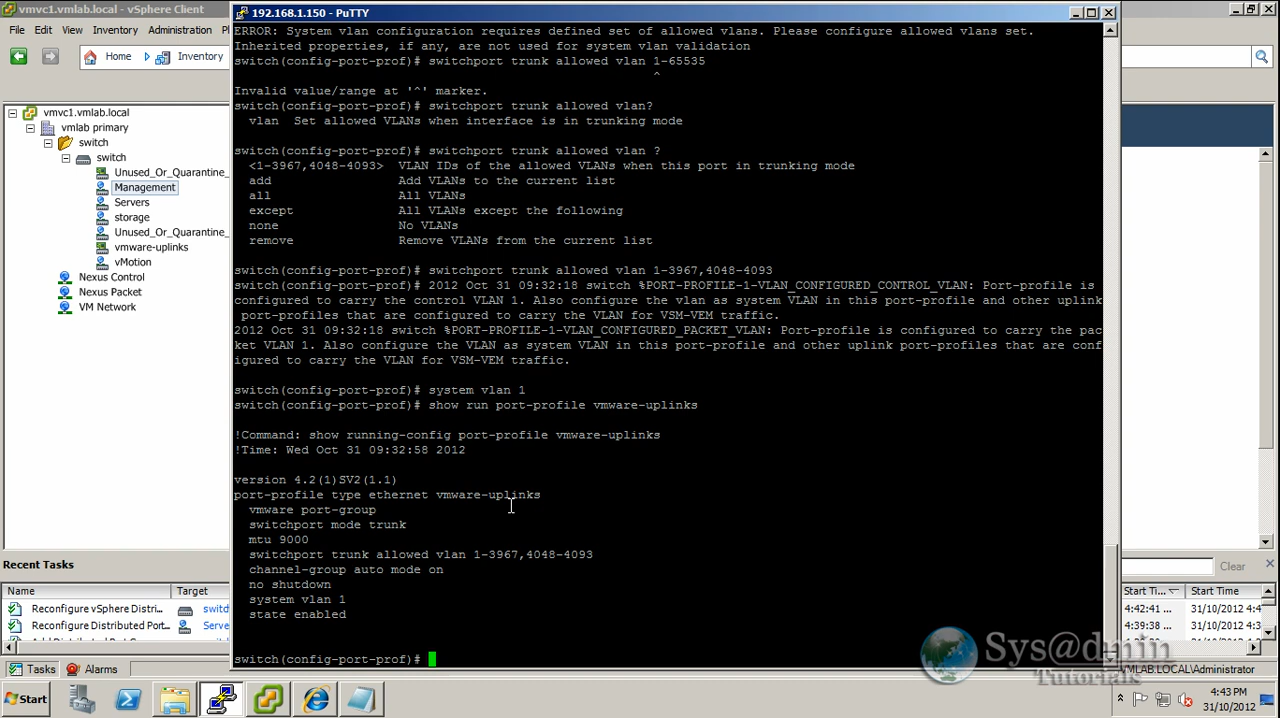 vmvc1.vmlab.local - vSphere Client
File Edit View Inventory Administration
Home Inventory
vmvc1.vmlab.local
vmlab primary
switch
switch
Unused_Or_Quarantine_
Management
Servers
storage
Unused_Or_Quarantine_
vmware-uplinks
vMotion
Nexus Control
Nexus Packet
VM Network
192.168.1.150 - PuTTY
ERROR: System vlan configuration requires defined set of allowed vlans. Please configure allowed vlans set.
Inherited properties, if any, are not used for system vlan validation
switch(config-port-prof)# switchport trunk allowed vlan 1-65535
^
Invalid value/range at '^' marker.
switch(config-port-prof)# switchport trunk allowed vlan?
vlan Set allowed VLANs when interface is in trunking mode
switch(config-port-prof)# switchport trunk allowed vlan ?
<1-3967,4048-4093> VLAN IDs of the allowed VLANs when this port in trunking mode
add Add VLANs to the current list
all All VLANs
except All VLANs except the following
none No VLANs
remove Remove VLANs from the current list
switch(config-port-prof)# switchport trunk allowed vlan 1-3967,4048-4093
switch(config-port-prof)# 2012 Oct 31 09:32:18 switch %PORT-PROFILE-1-VLAN_CONFIGURED_CONTROL_VLAN: Port-profile is
configured to carry the control VLAN 1. Also configure the vlan as system VLAN in this port-profile and other uplink
port-profiles that are configured to carry the VLAN for VSM-VEM traffic.
2012 Oct 31 09:32:18 switch %PORT-PROFILE-1-VLAN_CONFIGURED_PACKET_VLAN: Port-profile is configured to carry the pac
ket VLAN 1. Also configure the VLAN as system VLAN in this port-profile and other uplink port-profiles that are conf
igured to carry the VLAN for VSM-VEM traffic.
switch(config-port-prof)# system vlan 1
switch(config-port-prof)# show run port-profile vmware-uplinks
!Command: show running-config port-profile vmware-uplinks
!Time: Wed Oct 31 09:32:58 2012
version 4.2(1)SV2(1.1)
port-profile type ethernet vmware-uplinks
vmware port-group
switchport mode trunk
mtu 9000
switchport trunk allowed vlan 1-3967,4048-4093
channel-group auto mode on
no shutdown
system vlan 1
state enabled
switch(config-port-prof)#
Recent Tasks
Clear
Name Target
Start Ti... Start Time
Reconfigure vSphere Distri... switch
4:42:41 ... 31/10/2012 4:4
Reconfigure Distributed Port... Serve
4:39:38 ... 31/10/2012 4:3
Tasks Alarms
VMLAB.LOCAL\Administrator
Sys@dmin
Tutorials
Start
4:43 PM
31/10/2012